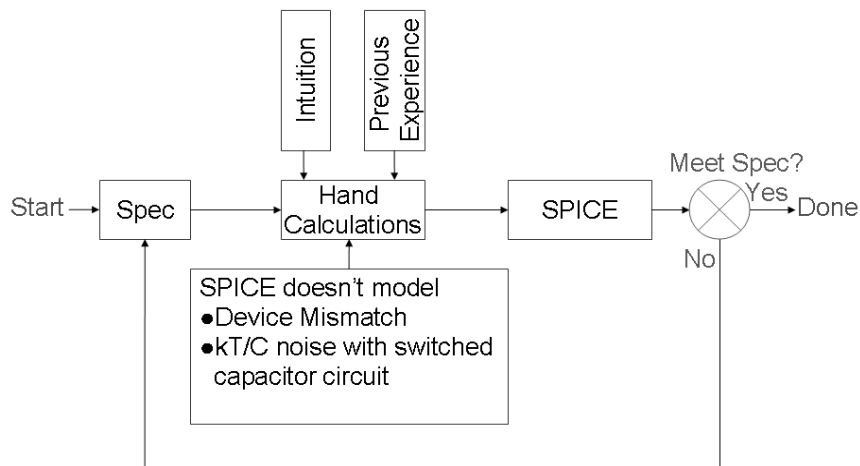 Intuition
Previous
Experience
Meet Spec?
Start
Spec
Hand
Calculations
SPICE
Yes
Done
No
SPICE doesn’t model
●Device Mismatch
●kT/C noise with switched
capacitor circuit